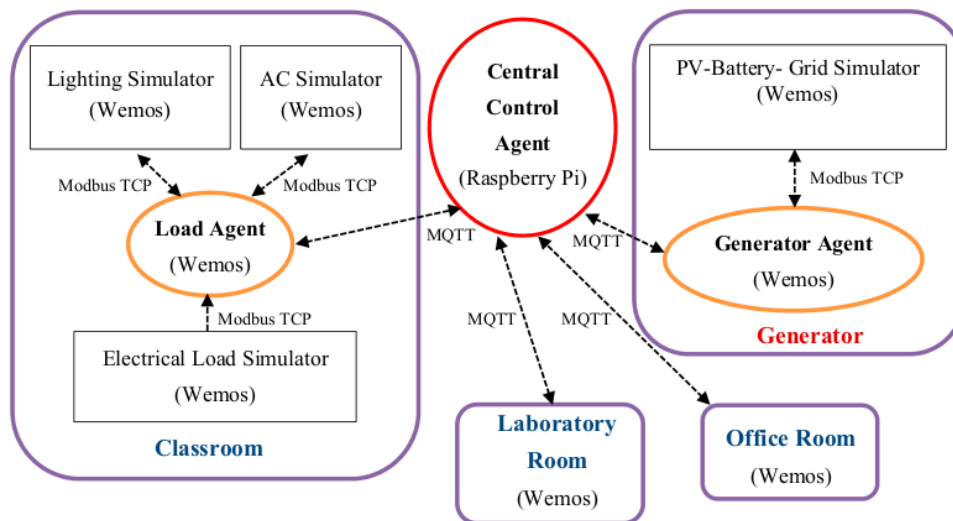 Lighting Simulator
(Wemos)
AC Simulator
(Wemos)
Modbus TCP
Modbus TCP
Load Agent
(Wemos)
Modbus TCP
Electrical Load Simulator
(Wemos)
Classroom
Central
Control
Agent
(Raspberry Pi)
MQTT
MQTT
MQTT
MQTT
PV-Battery- Grid Simulator
(Wemos)
Modbus TCP
Generator Agent
(Wemos)
Generator
Laboratory
Room
(Wemos)
Office Room
(Wemos)